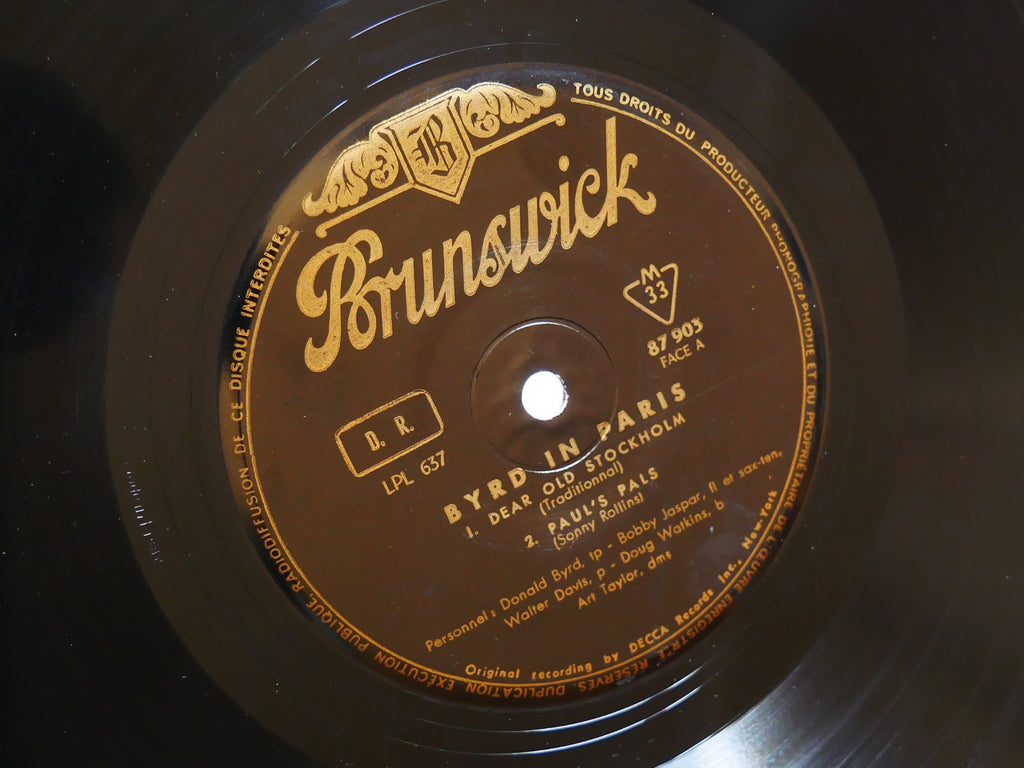 B
Brunswick
M
33
87 903
FACE A
D. R.
LPL 637
BYRD IN PARIS
1. DEAR OLD STOCKHOLM
(Traditionnal)
2. PAUL'S PALS
(Sonny Rollins)
Personnel: Donald Byrd, tp - Bobby Jaspar, fl et sax-ten.
Walter Davis, p - Doug Watkins, b
Art Taylor, dms
Original recording by DECCA Records Inc., New-York
TOUS DROITS DU PRODUCTEUR PHONOGRAPHIQUE ET DU PROPRIÉTAIRE DE L'ŒUVRE ENREGISTRÉE RÉSERVÉS. DUPLICATION EXÉCUTION PUBLIQUE, RADIODIFFUSION DE CE DISQUE INTERDITES